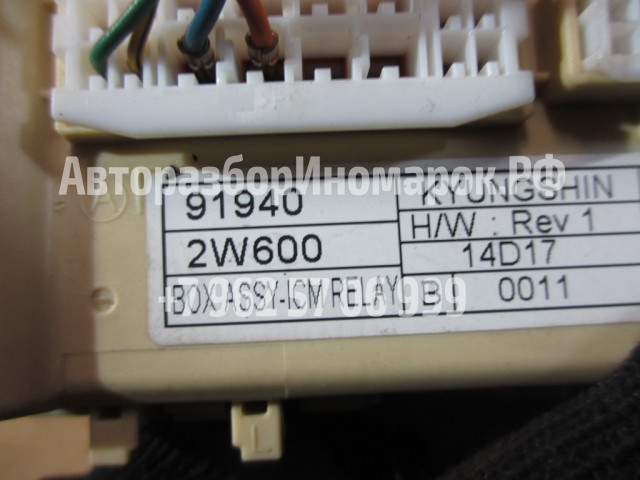 АвторазборИномарок.РФ
91940
2W600
BOX ASSY-ICM RELAY
KYUNGSHIN
H/W : Rev 1
14D17
B 0011
L